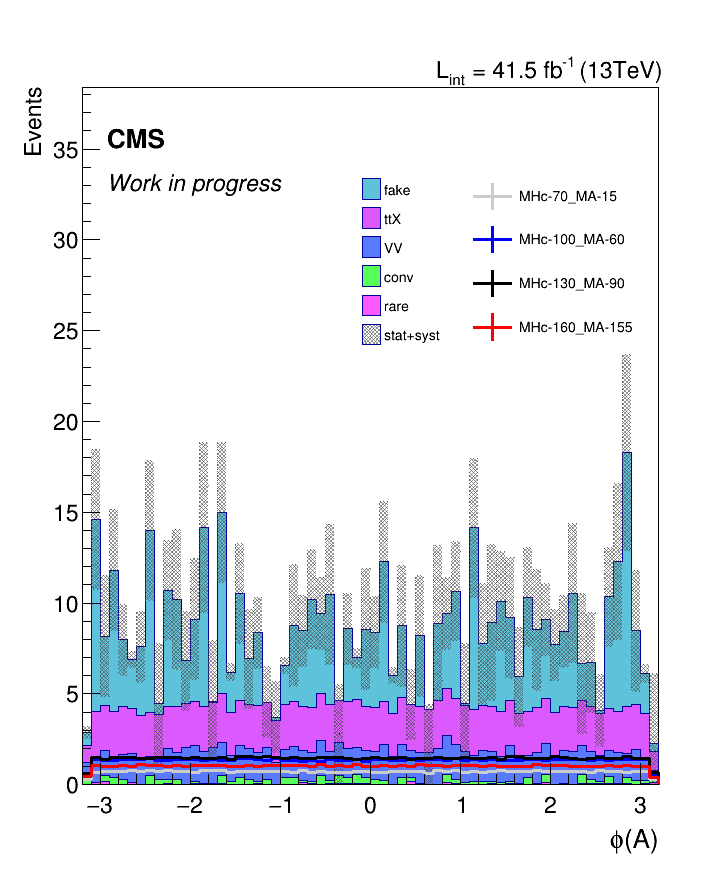 L_int = 41.5 fb^-1 (13TeV)
Events
CMS
Work in progress
fake
ttX
VV
conv
rare
stat+syst
MHc-70_MA-15
MHc-100_MA-60
MHc-130_MA-90
MHc-160_MA-155
35
30
25
20
15
10
5
0
−3 −2 −1 0 1 2 3
ϕ(A)